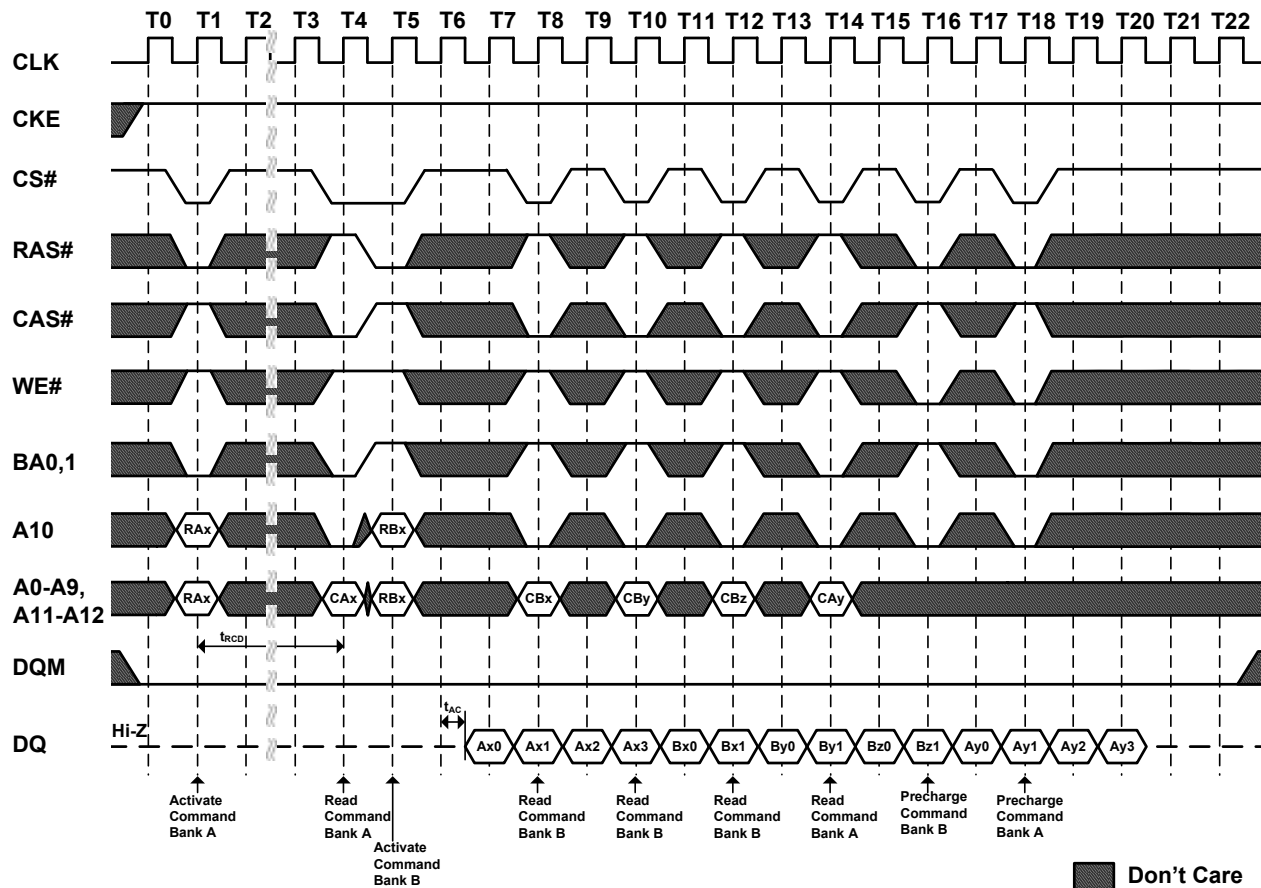 T0 T1 T2 T3 T4 T5 T6 T7 T8 T9 T10 T11 T12 T13 T14 T15 T16 T17 T18 T19 T20 T21 T22
CLK
CKE
CS#
RAS#
CAS#
WE#
BA0,1
A10
RAx RBx
A0-A9,
A11-A12
RAx CAx RBx CBx CBy CBz CAy
tRCD
DQM
tAC
Hi-Z
DQ
Ax0 Ax1 Ax2 Ax3 Bx0 Bx1 By0 By1 Bz0 Bz1 Ay0 Ay1 Ay2 Ay3
Activate
Command
Bank A
Read
Command
Bank A
Activate
Command
Bank B
Read
Command
Bank B
Read
Command
Bank B
Read
Command
Bank B
Read
Command
Bank A
Precharge
Command
Bank B
Precharge
Command
Bank A
Don't Care